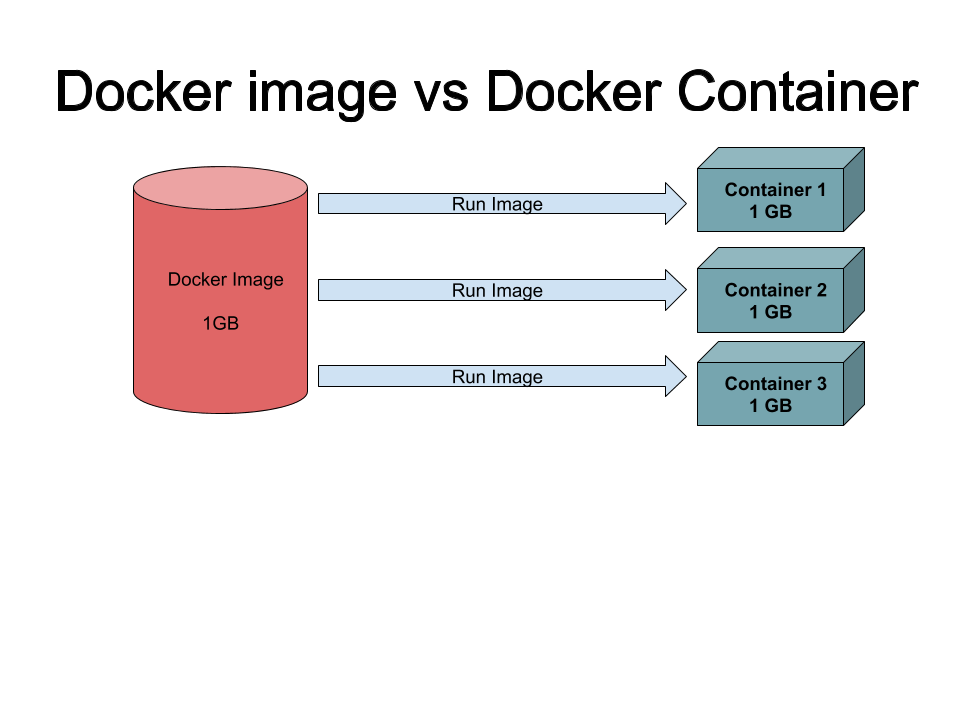 Docker image vs Docker Container
Docker Image
1GB
Run Image
Run Image
Run Image
Container 1
1 GB
Container 2
1 GB
Container 3
1 GB